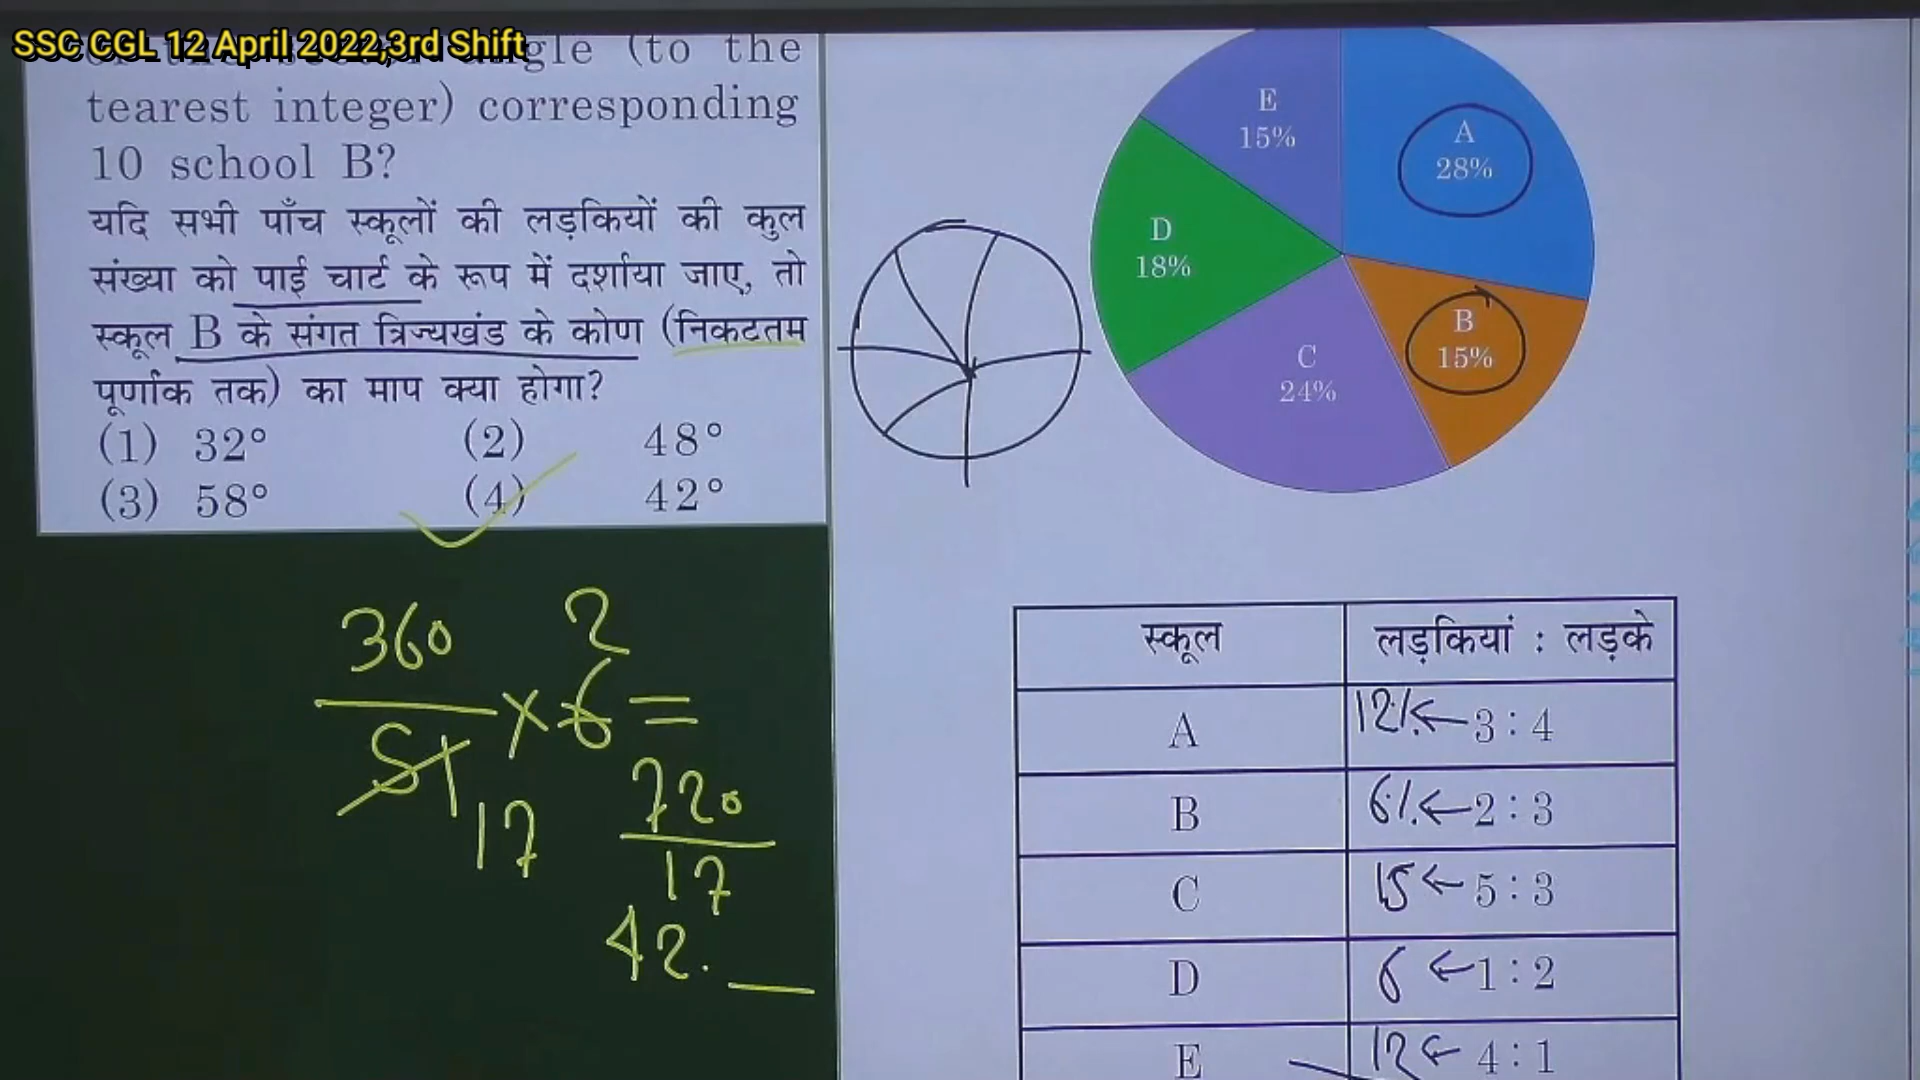 SSC CGL 12 April 2022,3rd Shift
(to the
tearest integer) corresponding
10 school B?
यदि सभी पाँच स्कूलों की लड़कियों की कुल
संख्या को पाई चार्ट के रूप में दर्शाया जाए, तो
स्कूल B के संगत त्रिज्यखंड के कोण (निकटतम
पूर्णांक तक) का माप क्या होगा?
(1) 32° (2) 48°
(3) 58° (4) 42°
360
2
× 6 =
51
17
720
17
42.
E
15%
A
28%
D
18%
B
15%
C
24%
स्कूल लड़कियां : लड़के
A 12% ← 3 : 4
B 6% ← 2 : 3
C 15 ← 5 : 3
D 6 ← 1 : 2
E 12 ← 4 : 1